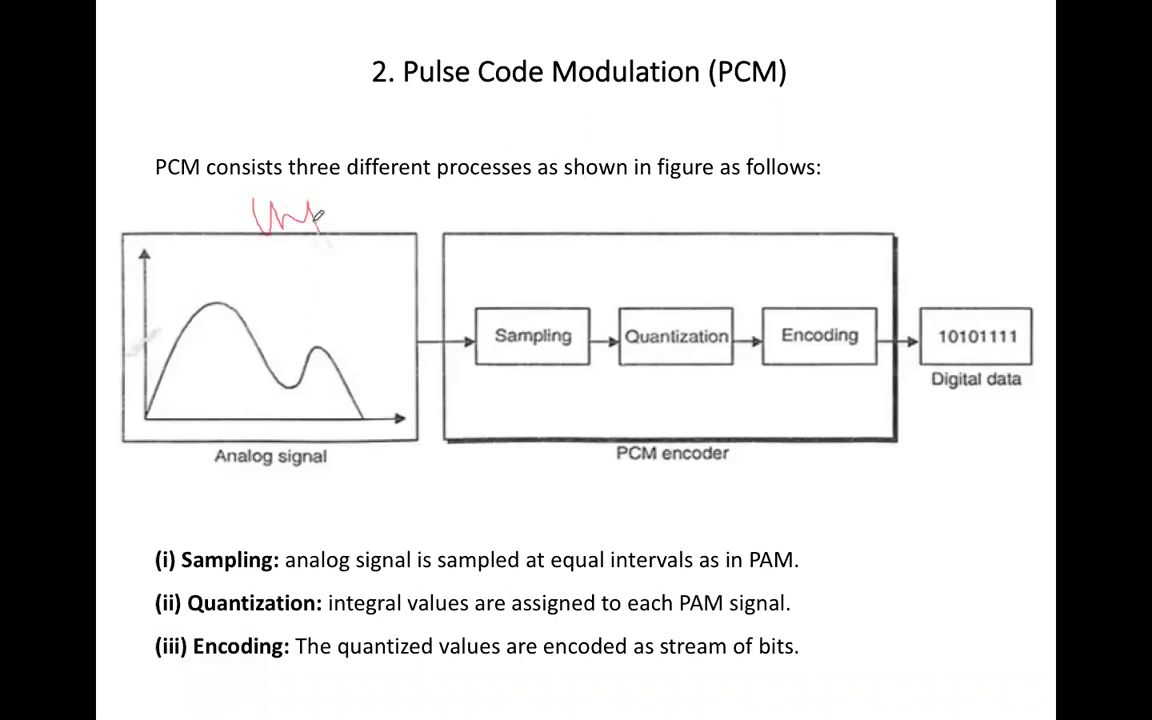 2. Pulse Code Modulation (PCM)
PCM consists three different processes as shown in figure as follows:
Sampling
Quantization
Encoding
10101111
Digital data
Analog signal
PCM encoder
(i) Sampling: analog signal is sampled at equal intervals as in PAM.
(ii) Quantization: integral values are assigned to each PAM signal.
(iii) Encoding: The quantized values are encoded as stream of bits.